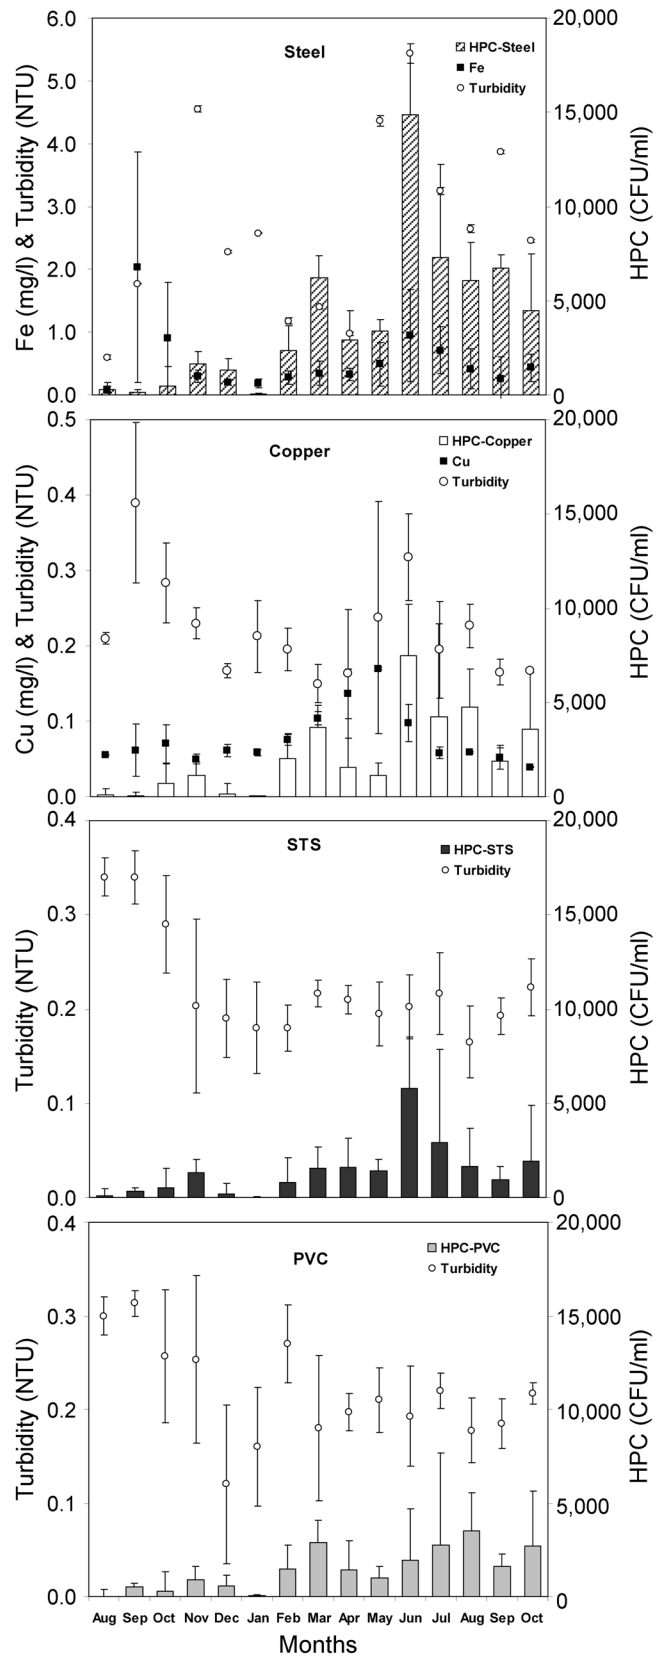 Steel
HPC-Steel
Fe
Turbidity
Fe (mg/l) & Turbidity (NTU)
6.0
5.0
4.0
3.0
2.0
1.0
0.0
20,000
15,000
10,000
5,000
0
HPC (CFU/ml)
Copper
HPC-Copper
Cu
Turbidity
Cu (mg/l) & Turbidity (NTU)
0.5
0.4
0.3
0.2
0.1
0.0
20,000
15,000
10,000
5,000
0
HPC (CFU/ml)
STS
HPC-STS
Turbidity
Turbidity (NTU)
0.4
0.3
0.2
0.1
0.0
20,000
15,000
10,000
5,000
0
HPC (CFU/ml)
PVC
HPC-PVC
Turbidity
Turbidity (NTU)
0.4
0.3
0.2
0.1
0.0
20,000
15,000
10,000
5,000
0
HPC (CFU/ml)
Aug Sep Oct Nov Dec Jan Feb Mar Apr May Jun Jul Aug Sep Oct
Months